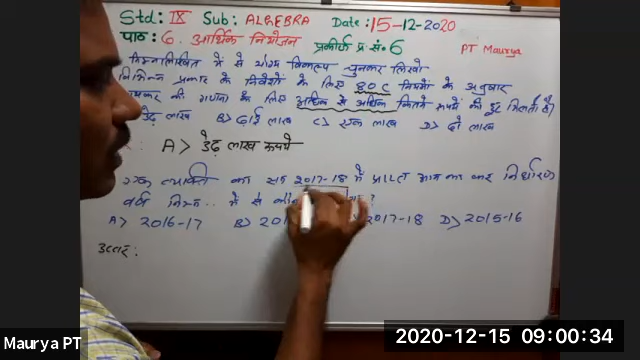 Std: IX Sub: ALGEBRA Date: 15-12-2020
पाठ: 6. आर्थिक नियोजन प्रकीर्ण प्र. सं. 6
PT Maurya
निम्नलिखित में से योग्य विकल्प चुनकर लिखो
विभिन्न प्रकार के निवेशों के लिए 80C नियमों के अनुसार
की गणना के लिए अधिक से अधिक कितने रूपये की छूट मिलती है।
डेढ़ लाख B> ढाई लाख C> एक लाख D> दो लाख
A> डेढ़ लाख रूपये
एक व्यक्ति का सन 2017-18 में प्राप्त आय का कर निर्धारण
वर्ष निम्न.. में से
A> 2016-17 B> 201 2017-18 D> 2015-16
उत्तर:
Maurya PT
2020-12-15 09:00:34